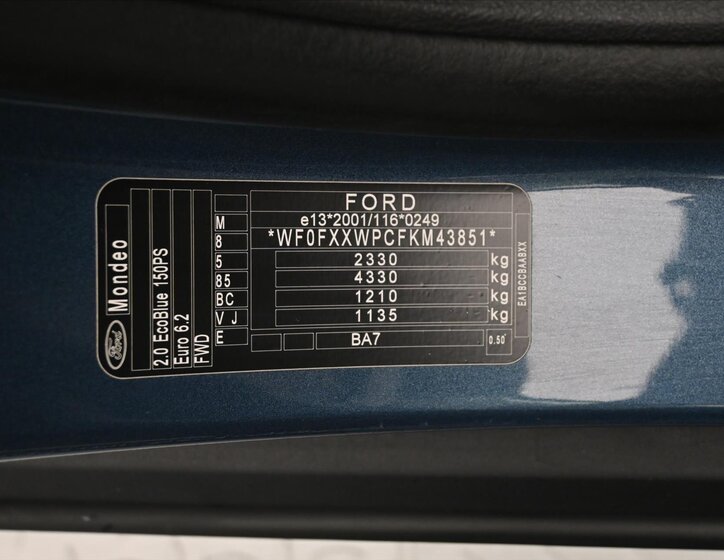 FORD
e13*2001/116*0249
*WF0FXXWPCFKM43851*
2330 kg
4330 kg
1210 kg
1135 kg
BA7
0.50
M
8
5
85
BC
V J
E
Ford
Mondeo
2.0 EcoBlue 150PS
Euro 6.2
FWD
EA1BCCBAABXX